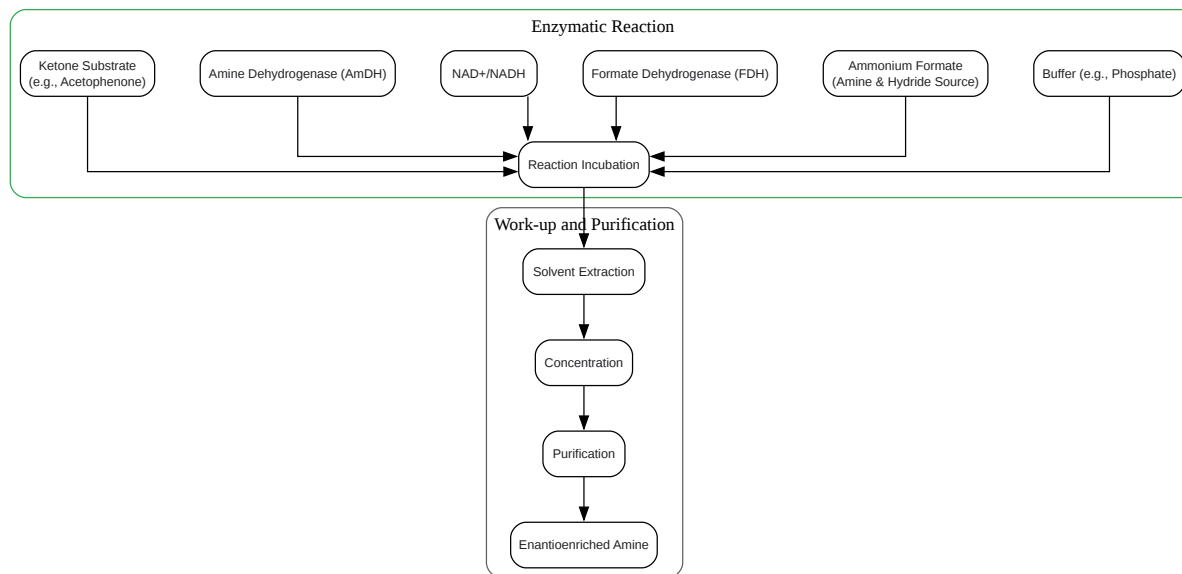 Enzymatic Reaction
Ketone Substrate
(e.g., Acetophenone)
Amine Dehydrogenase (AmDH)
NAD+/NADH
Formate Dehydrogenase (FDH)
Ammonium Formate
(Amine & Hydride Source)
Buffer (e.g., Phosphate)
Reaction Incubation
Work-up and Purification
Solvent Extraction
Concentration
Purification
Enantioenriched Amine